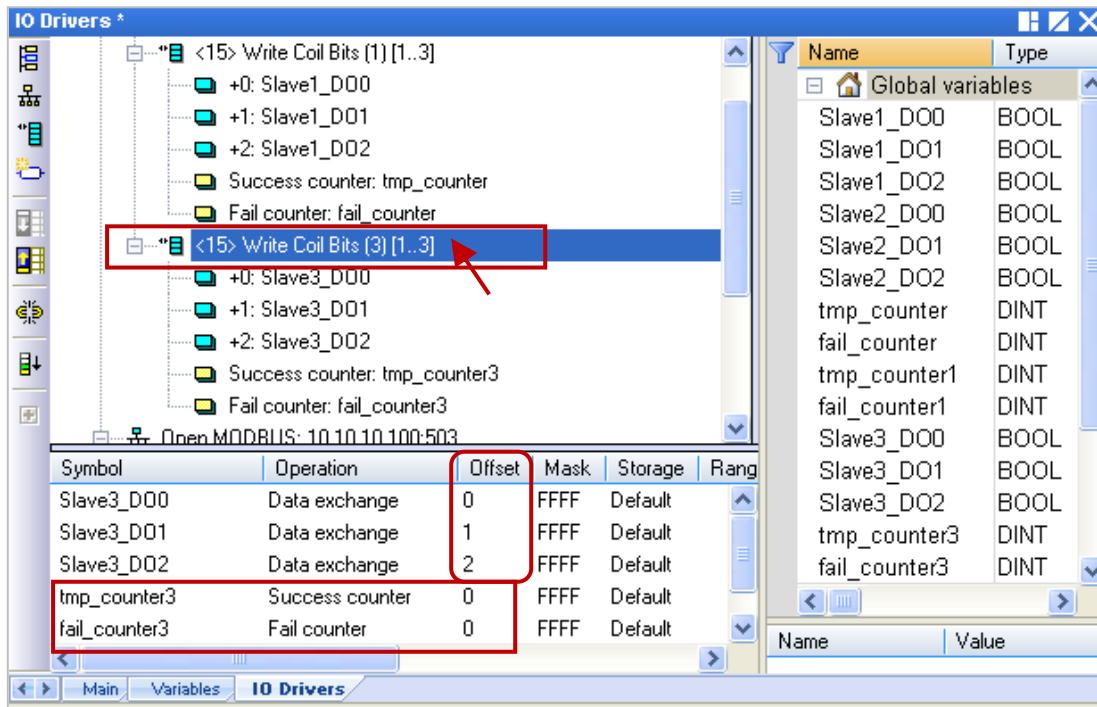 IO Drivers *
<15> Write Coil Bits (1) [1..3]
+0: Slave1_DO0
+1: Slave1_DO1
+2: Slave1_DO2
Success counter: tmp_counter
Fail counter: fail_counter
<15> Write Coil Bits (3) [1..3]
+0: Slave3_DO0
+1: Slave3_DO1
+2: Slave3_DO2
Success counter: tmp_counter3
Fail counter: fail_counter3
Open MODBUS: 10.10.10.100:503
Symbol Operation Offset Mask Storage Rang
Slave3_DO0 Data exchange 0 FFFF Default
Slave3_DO1 Data exchange 1 FFFF Default
Slave3_DO2 Data exchange 2 FFFF Default
tmp_counter3 Success counter 0 FFFF Default
fail_counter3 Fail counter 0 FFFF Default
Name Type
Global variables
Slave1_DO0 BOOL
Slave1_DO1 BOOL
Slave1_DO2 BOOL
Slave2_DO0 BOOL
Slave2_DO1 BOOL
Slave2_DO2 BOOL
tmp_counter DINT
fail_counter DINT
tmp_counter1 DINT
fail_counter1 DINT
Slave3_DO0 BOOL
Slave3_DO1 BOOL
Slave3_DO2 BOOL
tmp_counter3 DINT
fail_counter3 DINT
Name Value
Main Variables IO Drivers